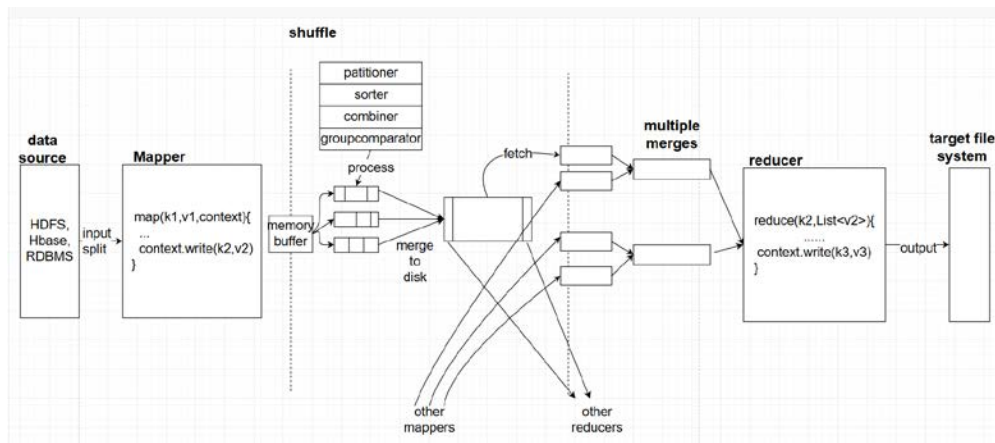 shuffle
patitioner
sorter
combiner
groupcomparator
process
data
source
HDFS,
Hbase,
RDBMS
input
split
Mapper
map(k1,v1,context){
...
context.write(k2,v2)
}
memory
buffer
merge
to
disk
fetch
other
mappers
other
reducers
multiple
merges
reducer
reduce(k2,List<v2>){
......
context.write(k3,v3)
}
output
target file
system